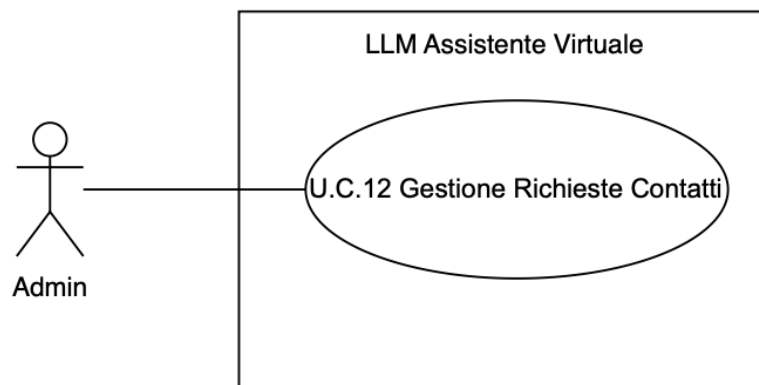 LLM Assistente Virtuale
U.C.12 Gestione Richieste Contatti
Admin